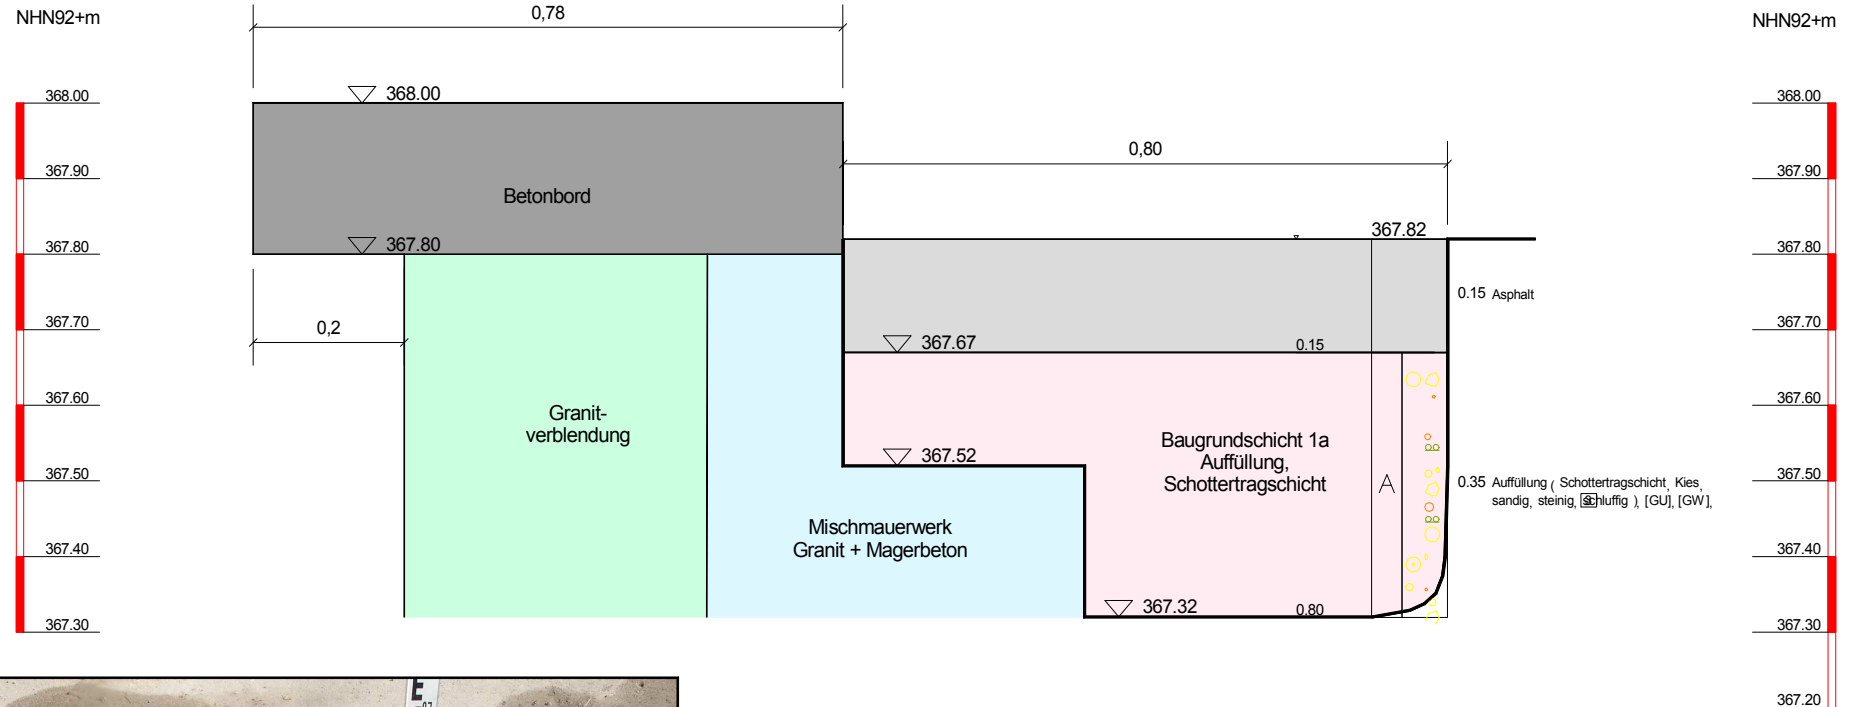 NHN92+m
0,78
NHN92+m
368.00
368.00
368.00
367.90
0,80
367.90
Betonbord
367.82
367.80
367.80
367.80
0.15 Asphalt
367.70
0,2
367.70
367.67
0.15
367.60
Granit-
verblendung
367.60
Baugrundschicht 1a
Auffüllung,
Schottertragschicht
367.52
367.50
A
0.35 Auffüllung ( Schottertragschicht, Kies,
sandig, steinig, schluffig ), [GU], [GW],
367.50
Mischmauerwerk
Granit + Magerbeton
367.40
367.40
367.32
0.80
367.30
367.30
E
367.20